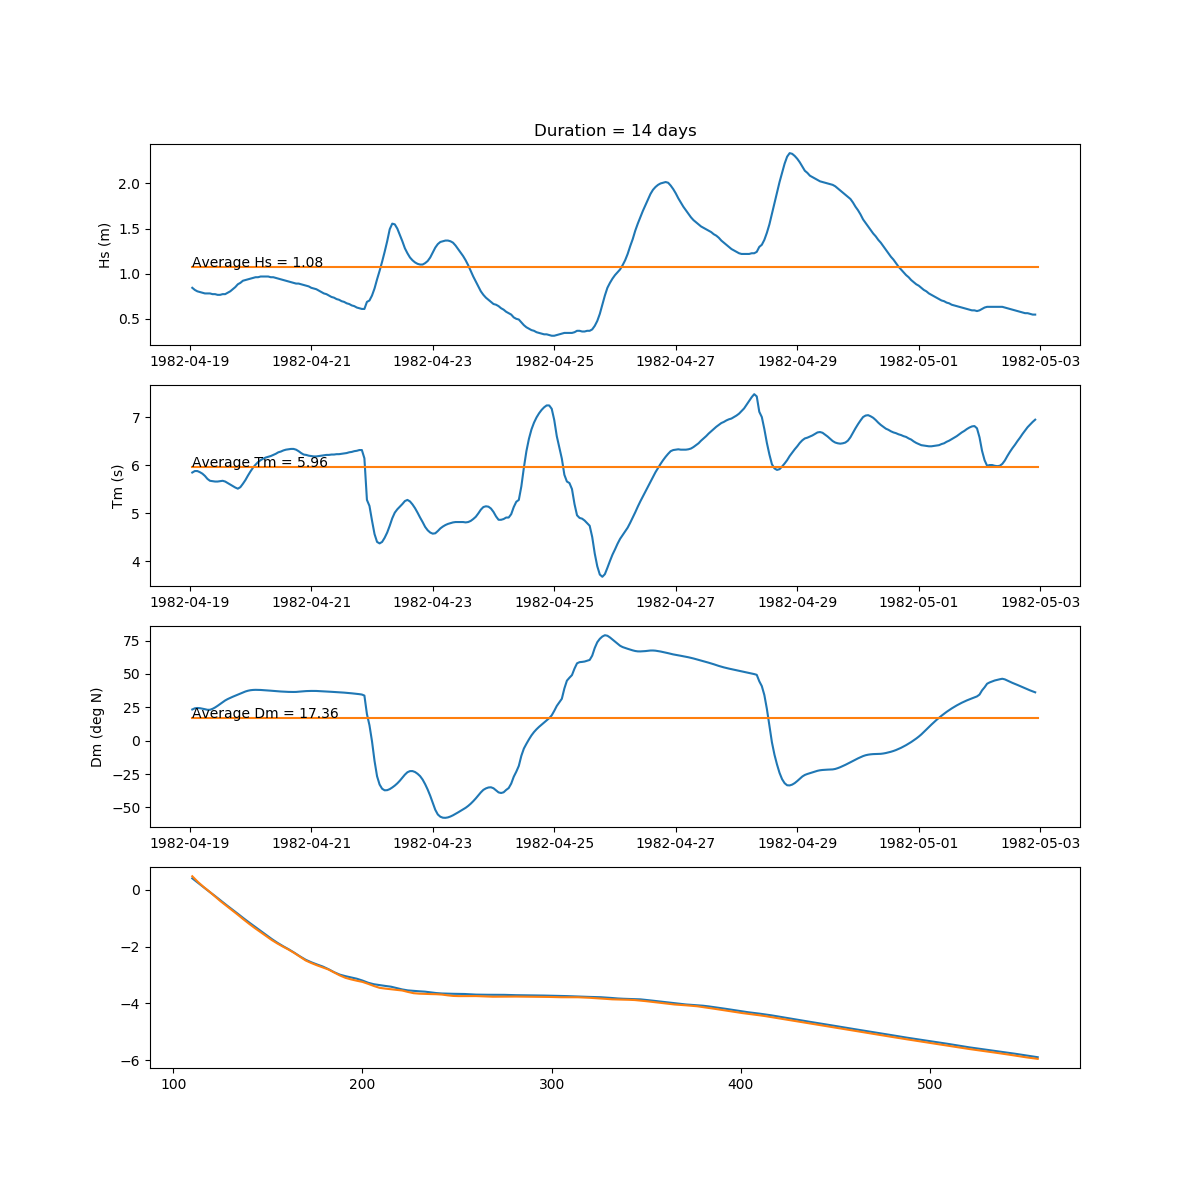 Duration = 14 days
Hs (m)
2.0
1.5
1.0
0.5
Average Hs = 1.08
1982-04-19 1982-04-21 1982-04-23 1982-04-25 1982-04-27 1982-04-29 1982-05-01 1982-05-03
Tm (s)
7
6
5
4
Average Tm = 5.96
1982-04-19 1982-04-21 1982-04-23 1982-04-25 1982-04-27 1982-04-29 1982-05-01 1982-05-03
Dm (deg N)
75
50
25
0
−25
−50
Average Dm = 17.36
1982-04-19 1982-04-21 1982-04-23 1982-04-25 1982-04-27 1982-04-29 1982-05-01 1982-05-03
0
−2
−4
−6
100 200 300 400 500